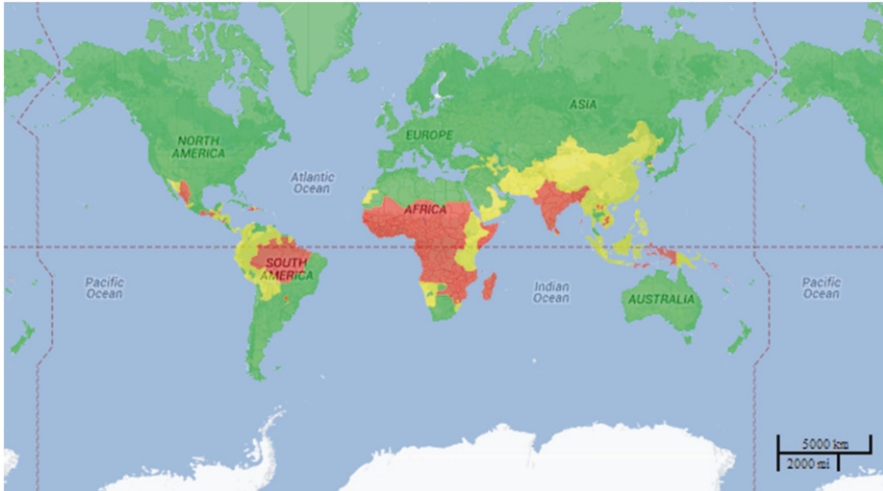 ASIA
EUROPE
NORTH
AMERICA
Atlantic
Ocean
AFRICA
SOUTH
AMERICA
Pacific
Ocean
Indian
Ocean
AUSTRALIA
Pacific
Ocean
5000 km
2000 mi